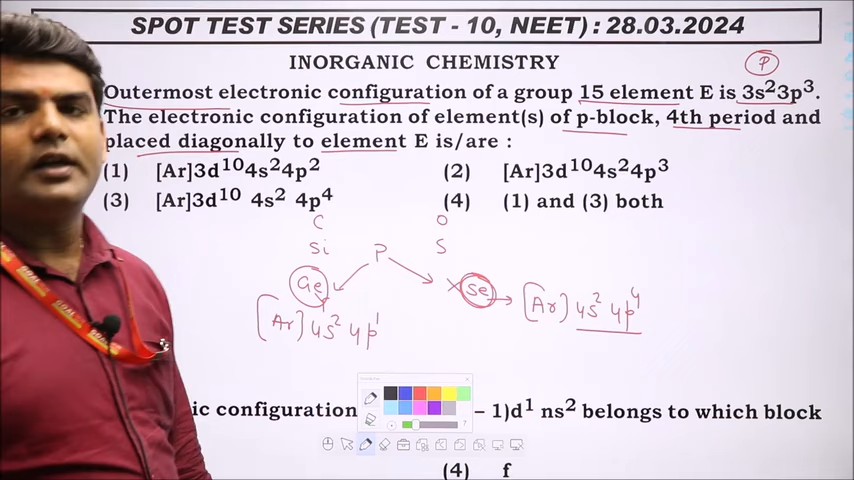 SPOT TEST SERIES (TEST - 10, NEET) : 28.03.2024
INORGANIC CHEMISTRY
P
Outermost electronic configuration of a group 15 element E is 3s²3p³.
The electronic configuration of element(s) of p-block, 4th period and
placed diagonally to element E is/are :
(1) [Ar]3d¹⁰4s²4p² (2) [Ar]3d¹⁰4s²4p³
(3) [Ar]3d¹⁰ 4s² 4p⁴ (4) (1) and (3) both
C O
Si P S
Ge Se [Ar] 4s² 4p⁴
[Ar] 4s² 4p¹
ic configuration – 1)d¹ ns² belongs to which block
7
(4) f
GOAL